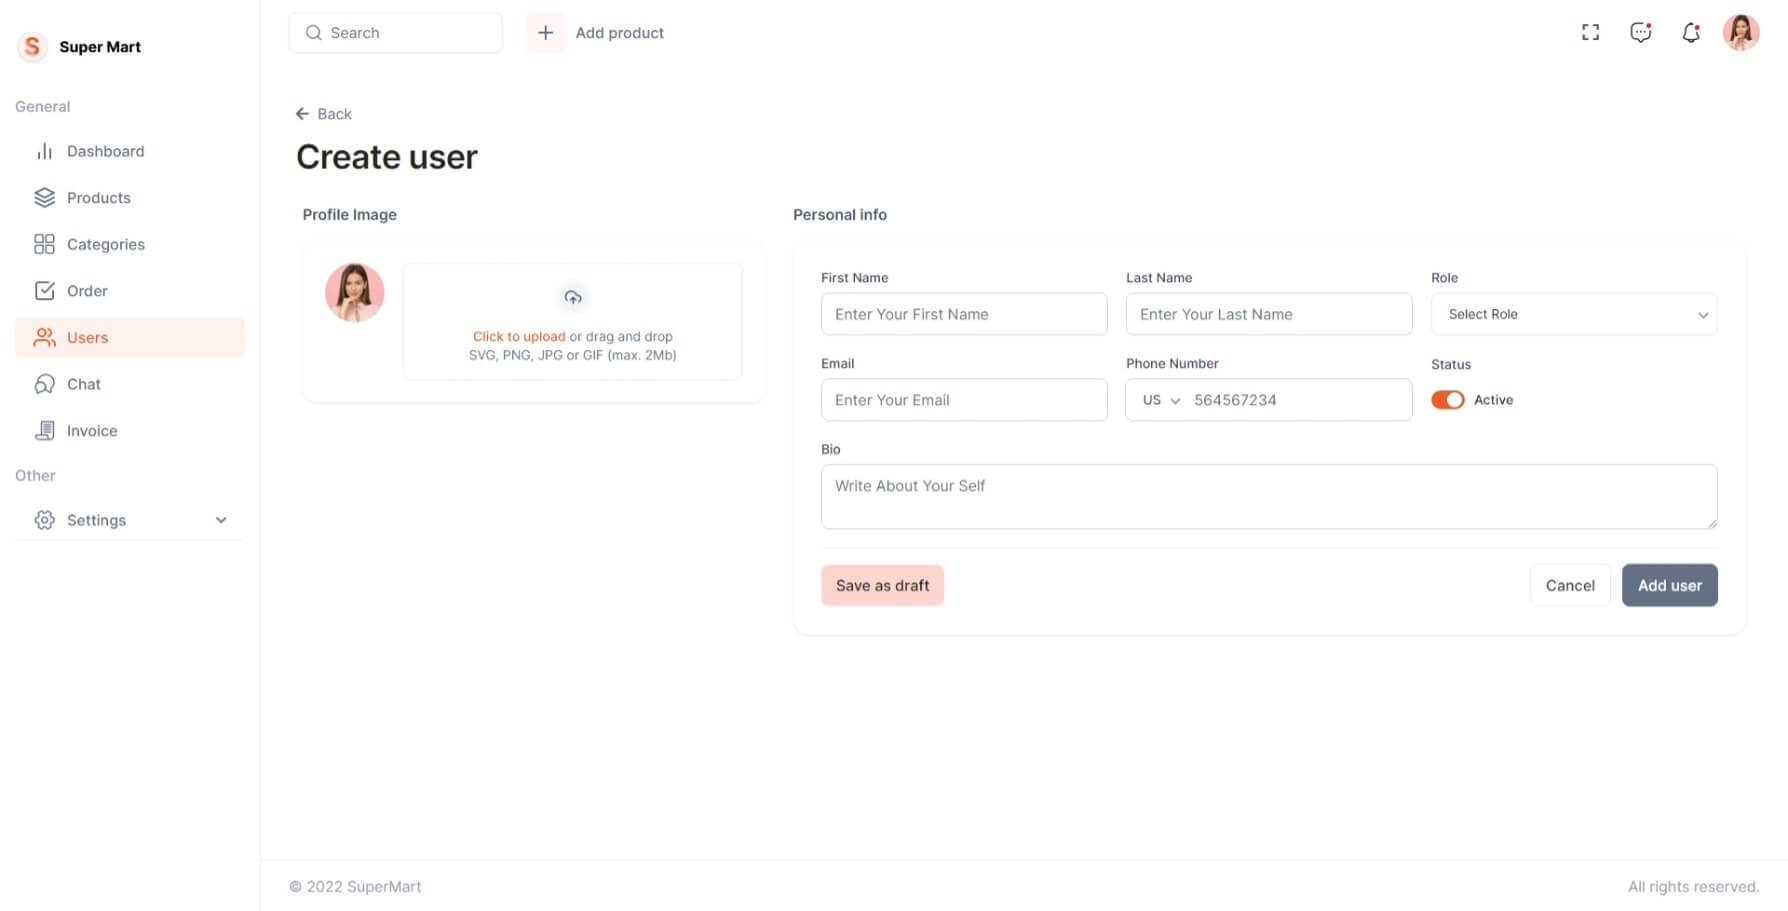 S Super Mart
Search
Add product
General
Dashboard
Products
Categories
Order
Users
Chat
Invoice
Other
Settings
Back
Create user
Profile Image
Click to upload or drag and drop
SVG, PNG, JPG or GIF (max. 2Mb)
Personal info
First Name
Enter Your First Name
Last Name
Enter Your Last Name
Role
Select Role
Email
Enter Your Email
Phone Number
US 564567234
Status
Active
Bio
Write About Your Self
Save as draft
Cancel
Add user
© 2022 SuperMart
All rights reserved.